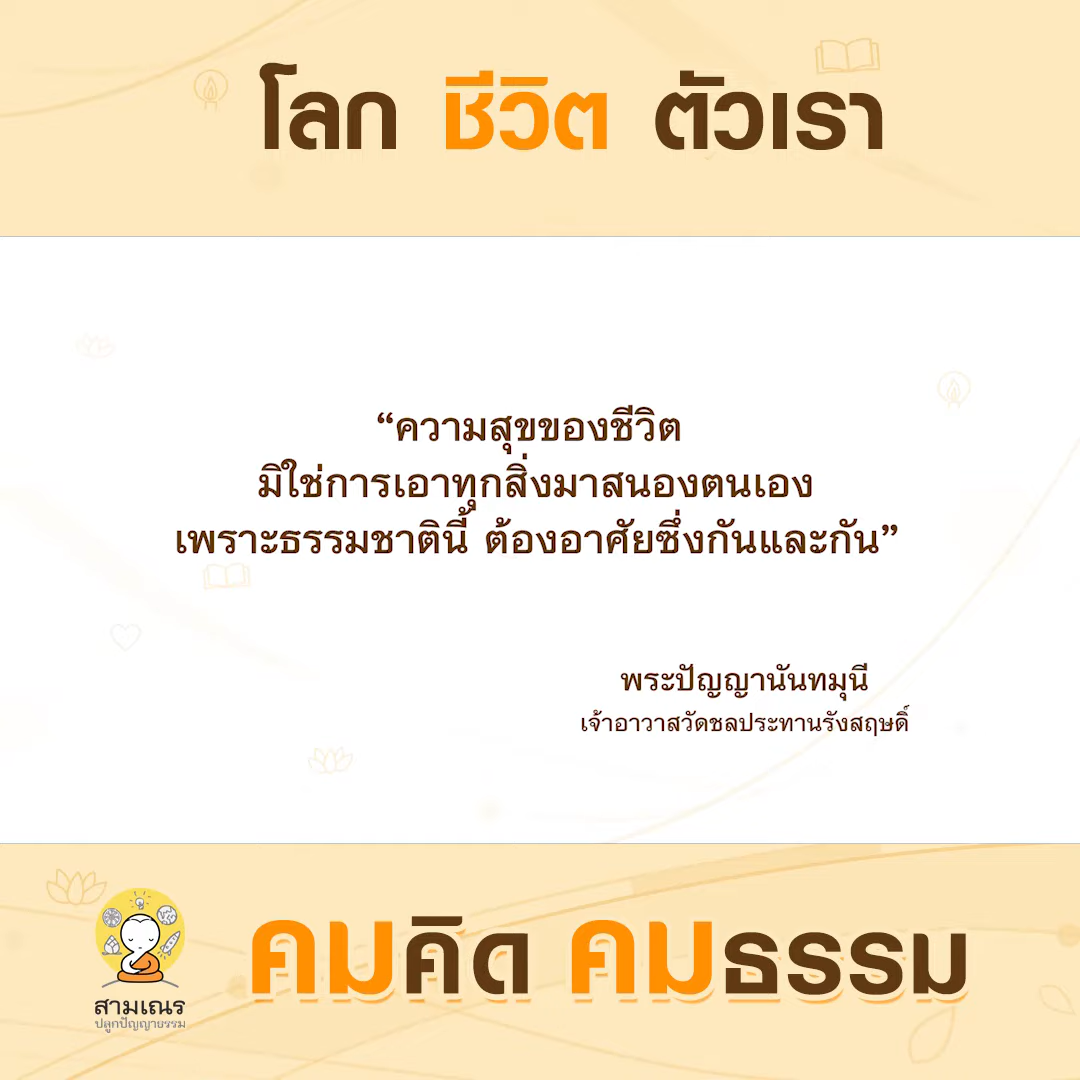 โลก ชีวิต ตัวเรา
“ความสุขของชีวิต
มิใช่การเอาทุกสิ่งมาสนองตนเอง
เพราะธรรมชาตินี้ ต้องอาศัยซึ่งกันและกัน”
พระปัญญานันทมุนี
เจ้าอาวาสวัดชลประทานรังสฤษดิ์
สามเณร
ปลูกปัญญาธรรม
คมคิด คมธรรม